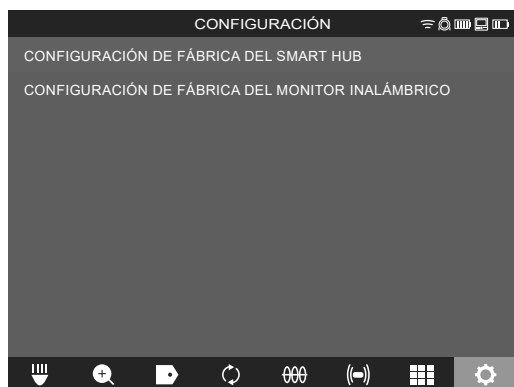 CONFIGURACIÓN
CONFIGURACIÓN DE FÁBRICA DEL SMART HUB
CONFIGURACIÓN DE FÁBRICA DEL MONITOR INALÁMBRICO